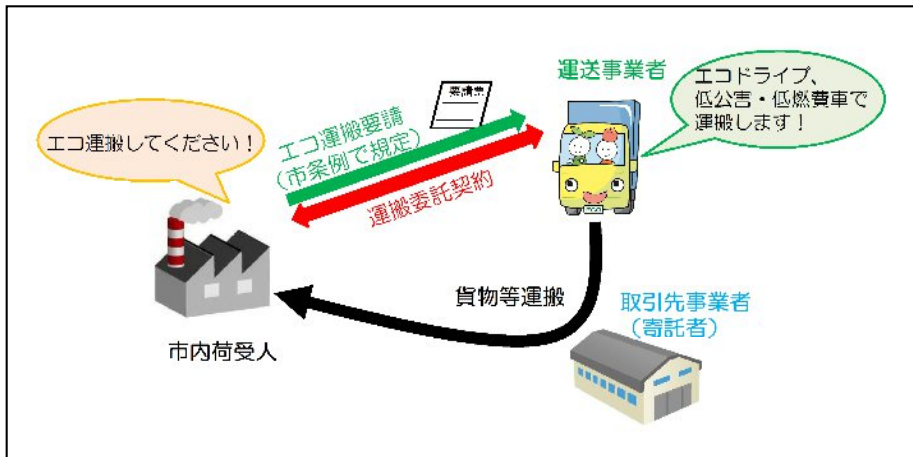 運送事業者
要請書
エコドライブ、
低公害・低燃費車で
運搬します！
エコ運搬してください！
エコ運搬要請
（市条例で規定）
運搬委託契約
貨物等運搬
取引先事業者
（寄託者）
市内荷受人